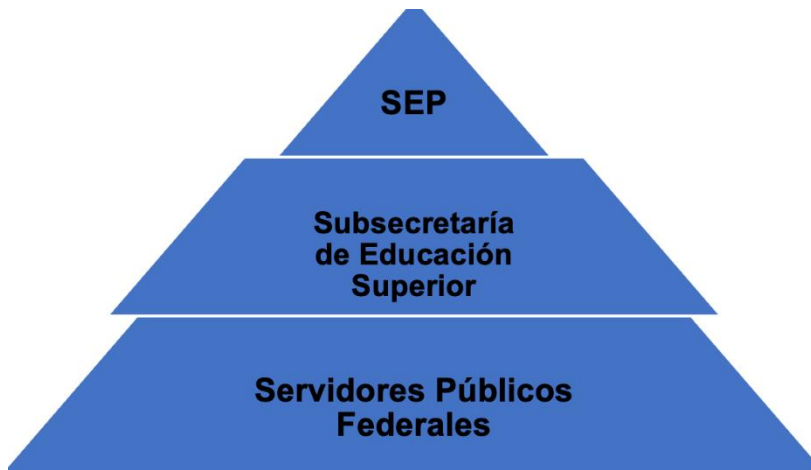 SEP
Subsecretaría
de Educación
Superior
Servidores Públicos
Federales